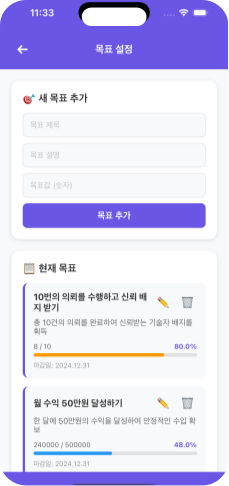 11:33
목표 설정
새 목표 추가
목표 제목
목표 설명
목표값 (숫자)
목표 추가
현재 목표
10번의 의뢰를 수행하고 신뢰 배
지 받기
총 10건의 의뢰를 완료하여 신뢰받는 기술자 배지를
획득
8 / 10
80.0%
마감일: 2024.12.31
월 수익 50만원 달성하기
한 달에 50만원의 수익을 달성하여 안정적인 수입 확
보
240000 / 500000
48.0%
마감일: 2024.12.31